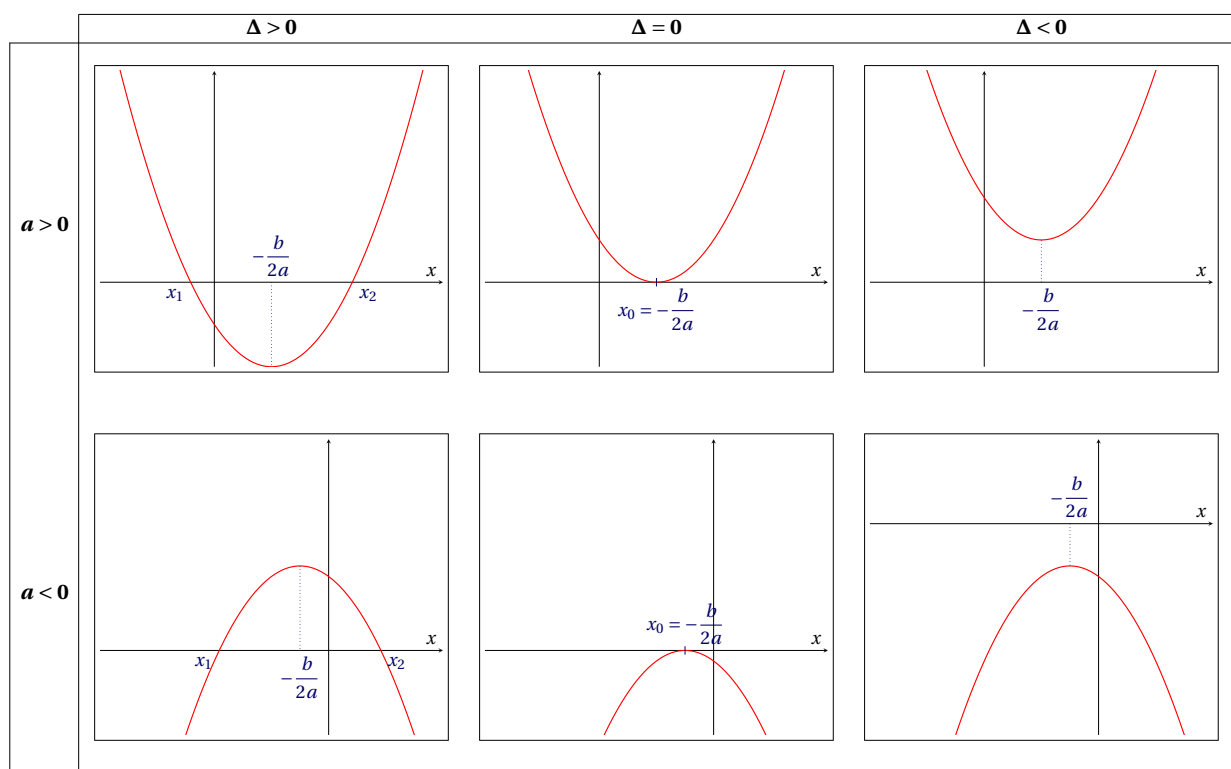 Δ > 0
Δ = 0
Δ < 0
a > 0
−b/2a
x
x₁
x₂
x
x₀ = −b/2a
x
−b/2a
a < 0
x
x₁
x₂
−b/2a
x₀ = −b/2a
x
−b/2a
x